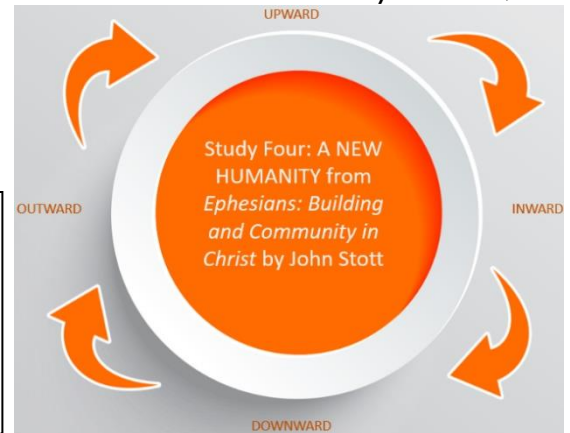 UPWARD
Study Four: A NEW
HUMANITY from
Ephesians: Building
and Community in
Christ by John Stott
OUTWARD
INWARD
DOWNWARD